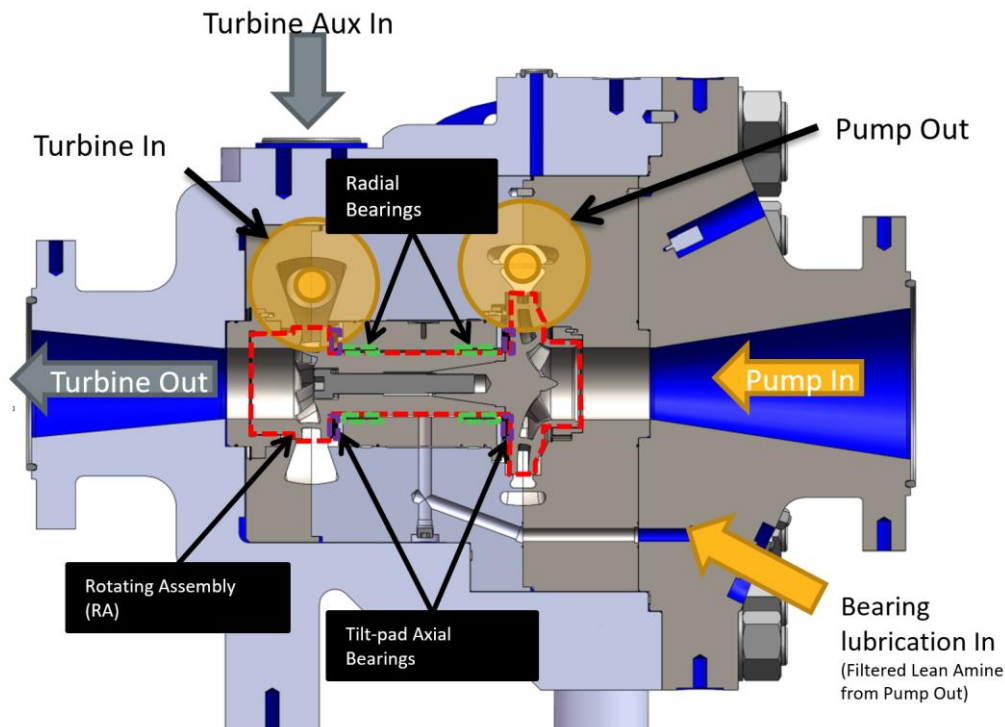 Turbine Aux In
Turbine In
Pump Out
Radial
Bearings
Turbine Out
Pump In
Rotating Assembly
(RA)
Tilt-pad Axial
Bearings
Bearing
lubrication In
(Filtered Lean Amine
from Pump Out)